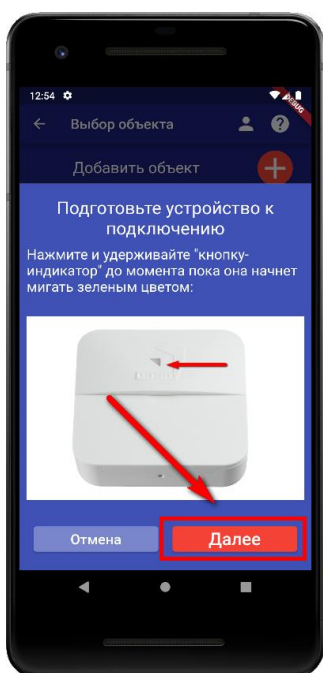 12:54
DEBUG
Выбор объекта
Добавить объект
Подготовьте устройство к
подключению
Нажмите и удерживайте "кнопку-
индикатор" до момента пока она начнет
мигать зеленым цветом:
Отмена
Далее